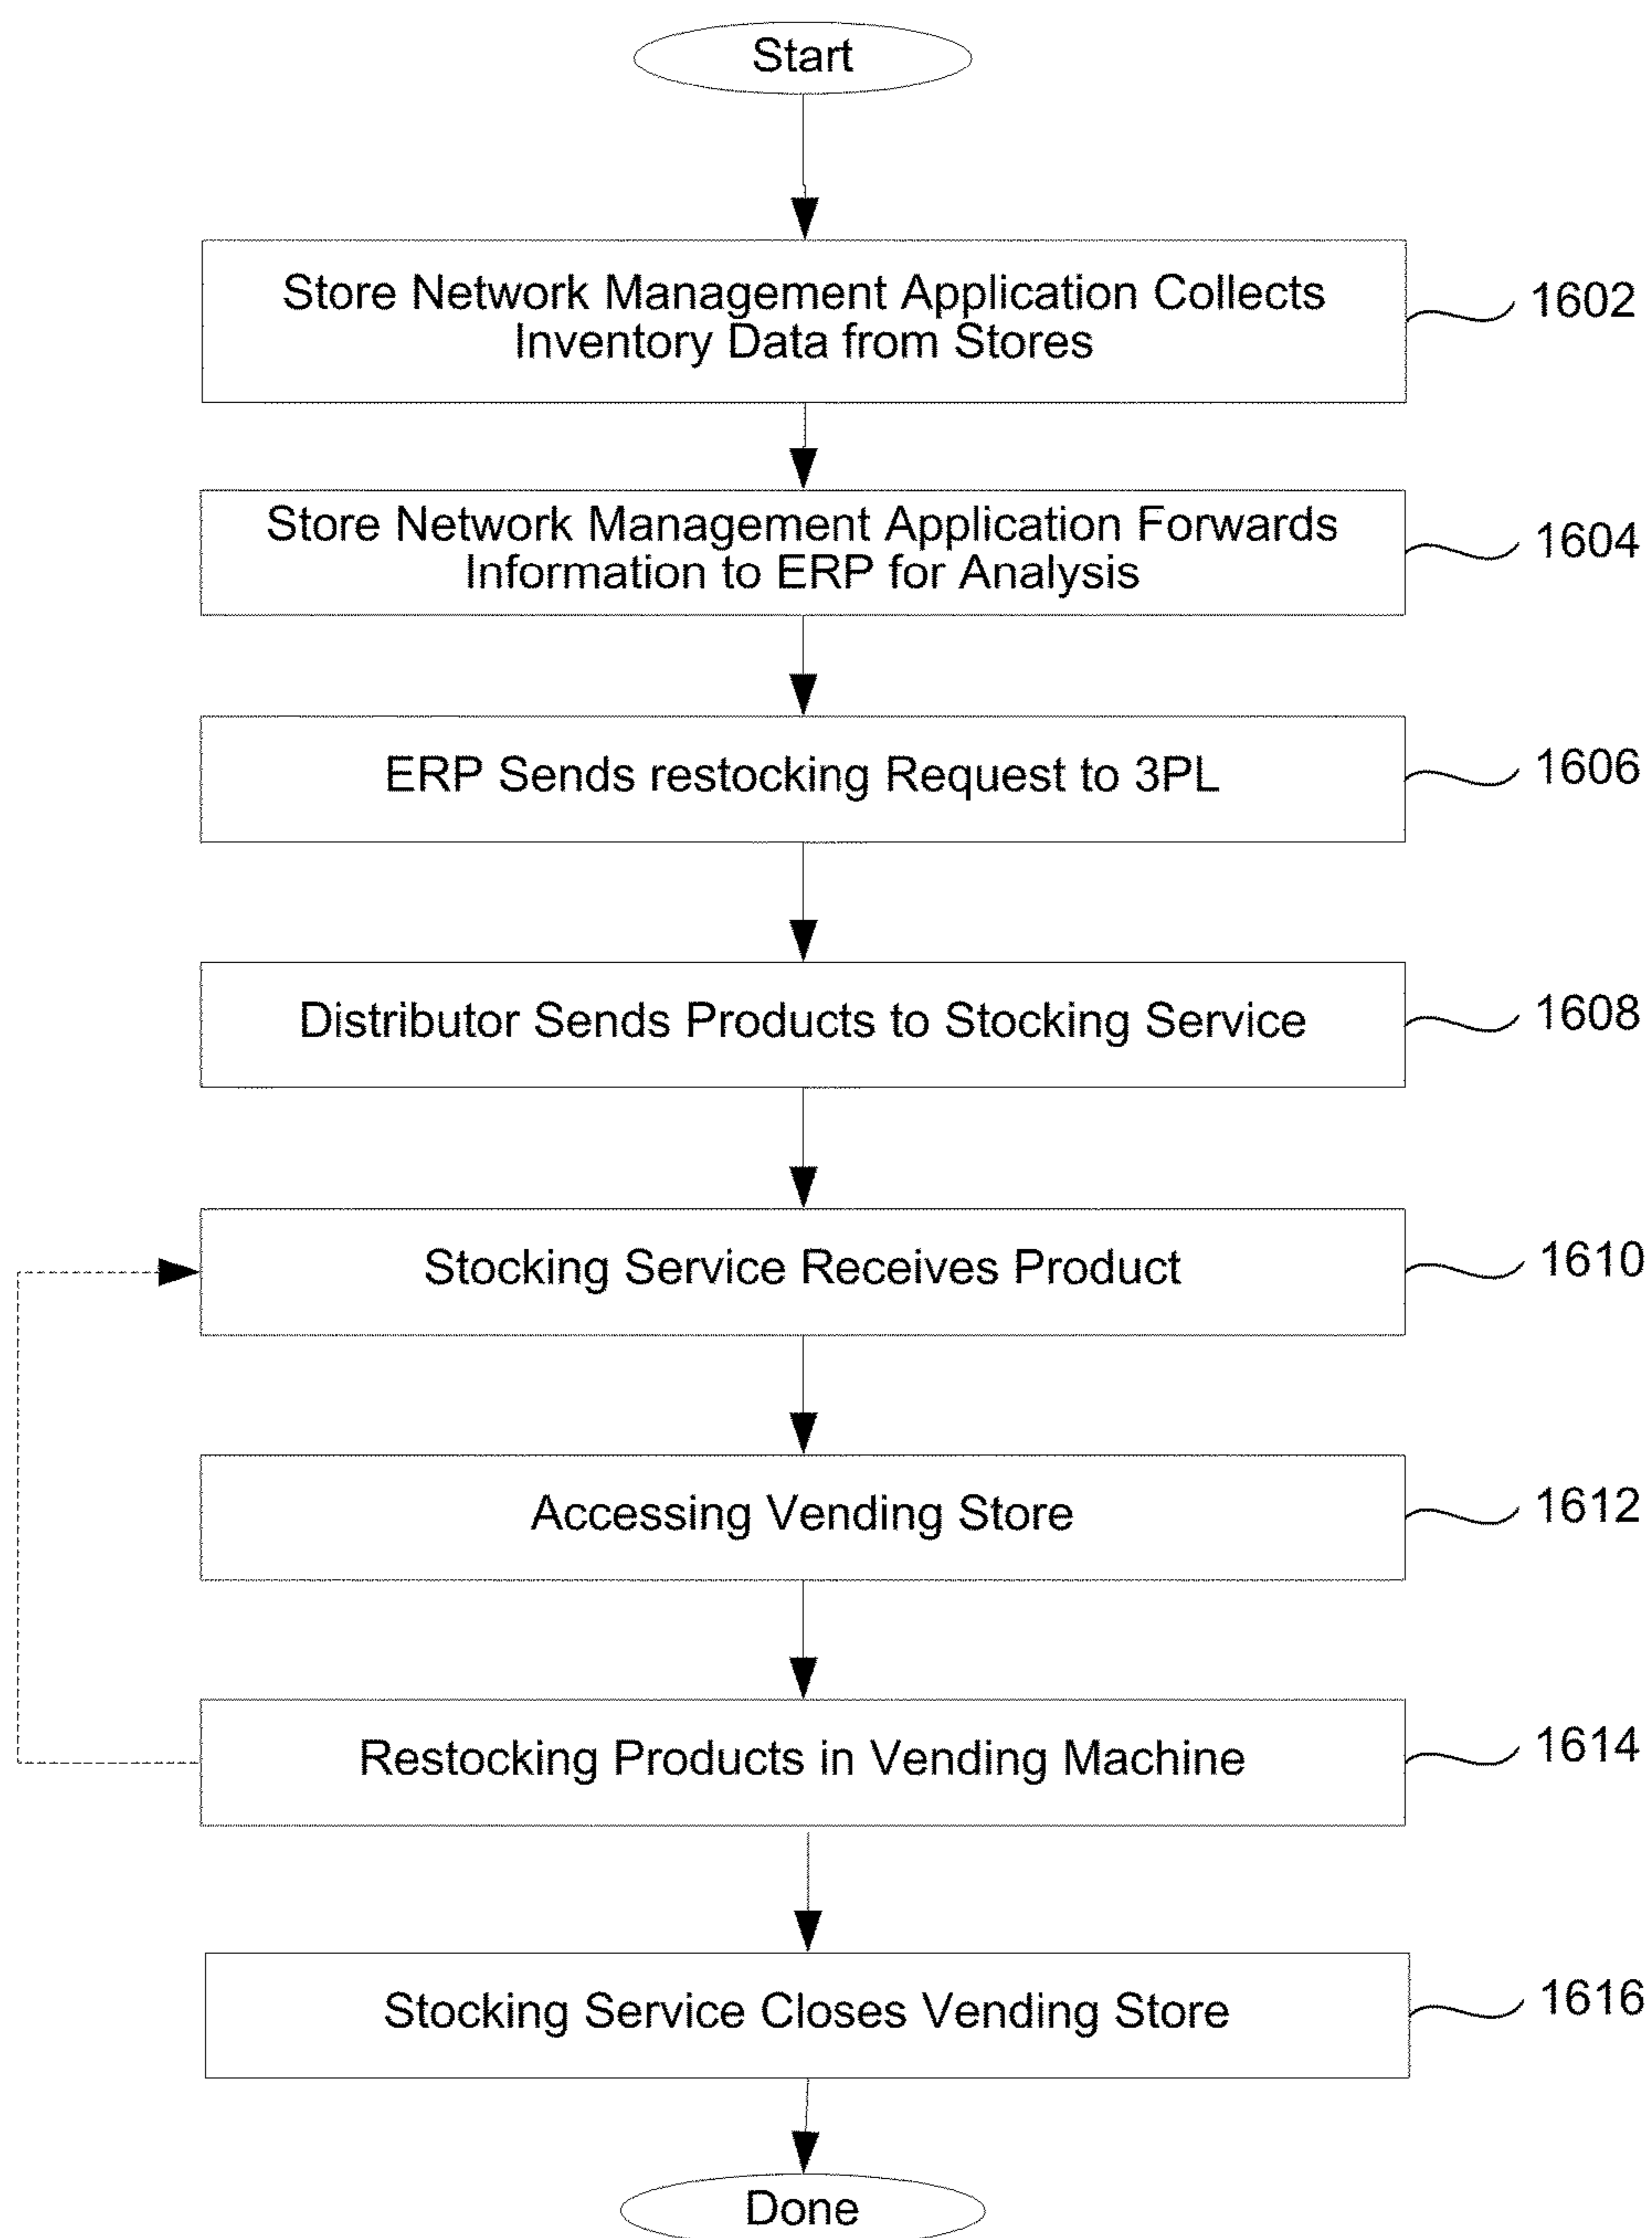 Start
Store Network Management Application Collects
Inventory Data from Stores
1602
Store Network Management Application Forwards
Information to ERP for Analysis
1604
ERP Sends restocking Request to 3PL
1606
Distributor Sends Products to Stocking Service
1608
Stocking Service Receives Product
1610
Accessing Vending Store
1612
Restocking Products in Vending Machine
1614
Stocking Service Closes Vending Store
1616
Done